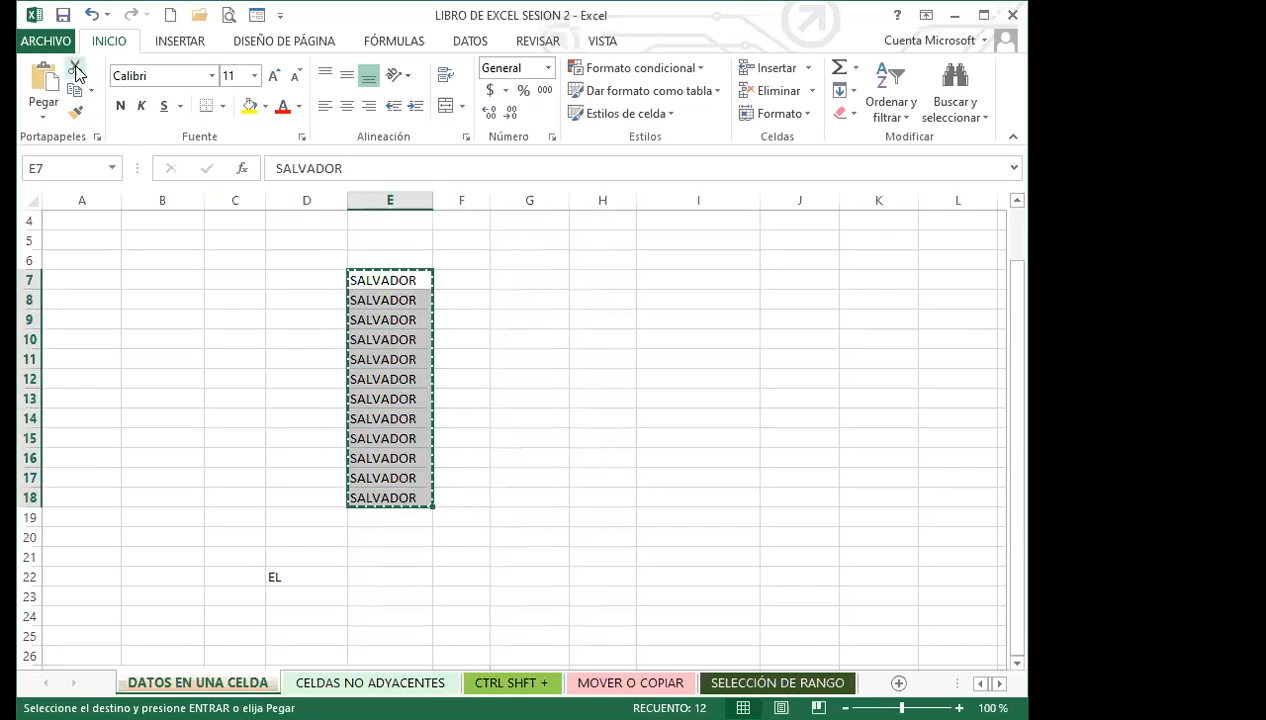 LIBRO DE EXCEL SESION 2 - Excel
ARCHIVO INICIO INSERTAR DISEÑO DE PÁGINA FÓRMULAS DATOS REVISAR VISTA Cuenta Microsoft
Pegar
Portapapeles
Calibri 11
N K S
Fuente
Alineación
General
$ % 000
Número
Formato condicional
Dar formato como tabla
Estilos de celda
Estilos
Insertar
Eliminar
Formato
Celdas
Ordenar y filtrar
Buscar y seleccionar
Modificar
E7 fx SALVADOR
A B C D E F G H I J K L
4
5
6
7 SALVADOR
8 SALVADOR
9 SALVADOR
10 SALVADOR
11 SALVADOR
12 SALVADOR
13 SALVADOR
14 SALVADOR
15 SALVADOR
16 SALVADOR
17 SALVADOR
18 SALVADOR
19
20
21
22 EL
23
24
25
26
DATOS EN UNA CELDA CELDAS NO ADYACENTES CTRL SHFT + MOVER O COPIAR SELECCIÓN DE RANGO
Seleccione el destino y presione ENTRAR o elija Pegar RECUENTO: 12 100 %